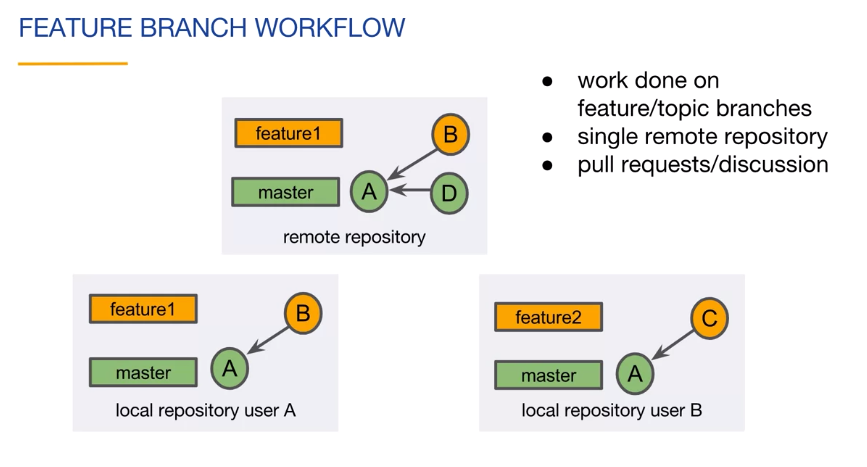 FEATURE BRANCH WORKFLOW
● work done on
feature/topic branches
● single remote repository
● pull requests/discussion
feature1 B
master A D
remote repository
feature1 B
master A
local repository user A
feature2 C
master A
local repository user B